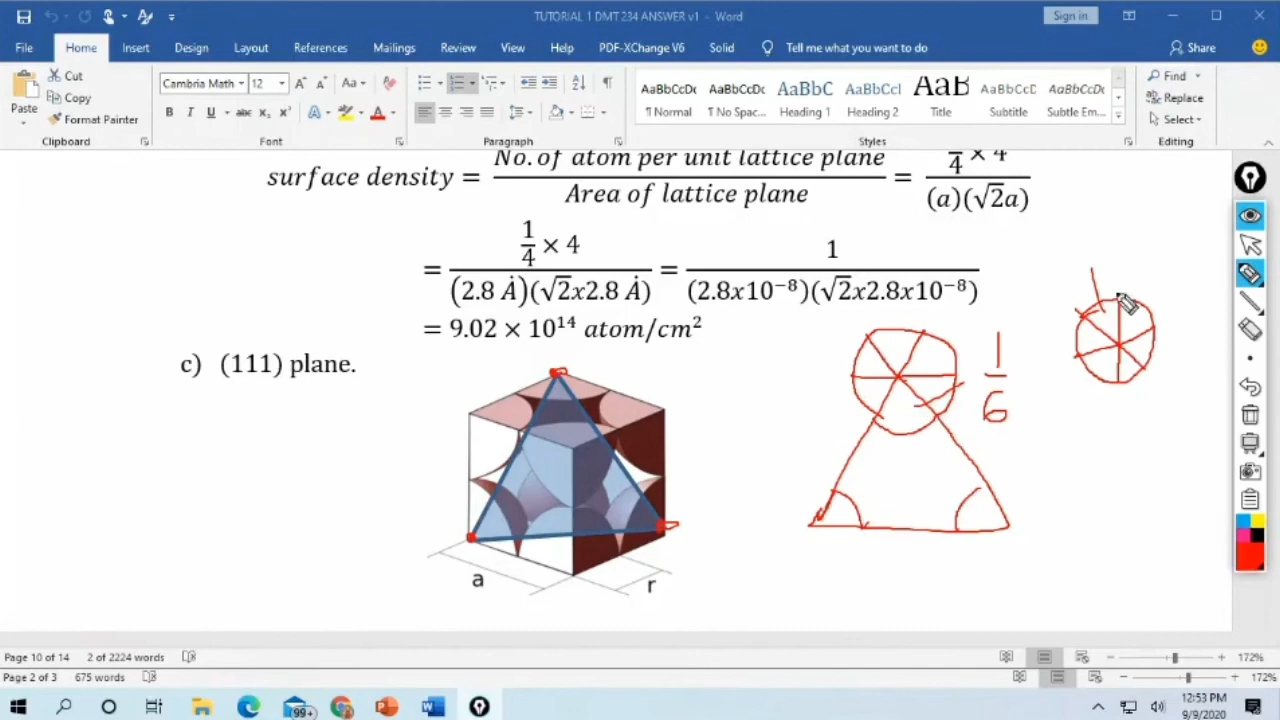 TUTORIAL 1 DMT 234 ANSWER v1 - Word
Sign in
File Home Insert Design Layout References Mailings Review View Help PDF-XChange V6 Solid Tell me what you want to do Share
Paste
Cut
Copy
Format Painter
Clipboard
Cambria Math 12
Font
Paragraph
AaBbCcDc AaBbCcDc AaBbC AaBbCcI AaB AaBbCcD AaBbCcDc
¶ Normal ¶ No Spac... Heading 1 Heading 2 Title Subtitle Subtle Em...
Styles
Find
Replace
Select
Editing
surface density = No. of atom per unit lattice plane / Area of lattice plane = /4 × 4 / (a)(√2a)
= 1/4 × 4 / (2.8 Ȧ)(√2x2.8 Ȧ) = 1 / (2.8x10⁻⁸)(√2x2.8x10⁻⁸)
= 9.02 × 10¹⁴ atom/cm²
c) (111) plane.
1
6
a
r
Page 10 of 14 2 of 2224 words 172%
Page 2 of 3 675 words 172%
99+
12:53 PM
9/9/2020